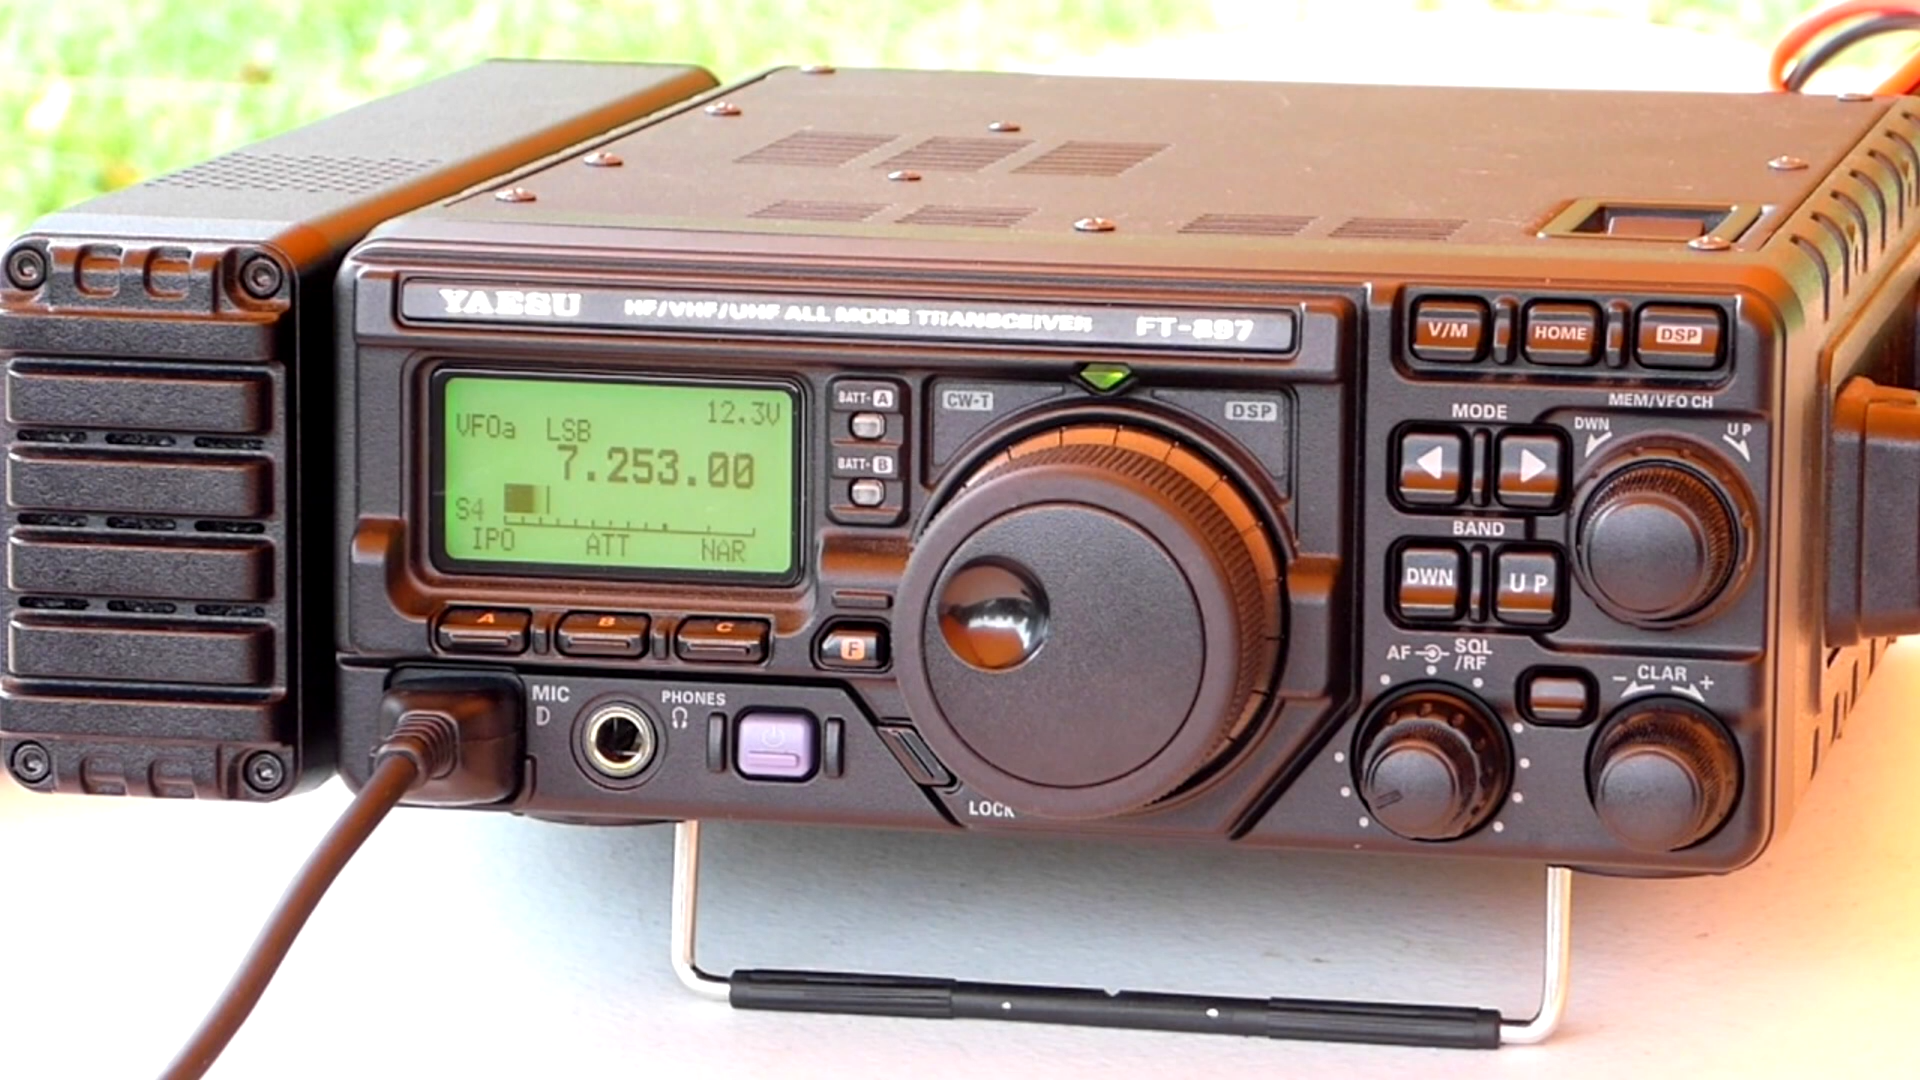 YAESU HF/VHF/UHF ALL MODE TRANSCEIVER FT-897
V/M HOME DSP
12.3V
VFOa LSB
7.253.00
S4
IPO ATT NAR
BATT-A
BATT-B
CW-T DSP
MODE
MEM/VFO CH
DWN UP
BAND
DWN UP
A B C F
AF SQL
/RF
CLAR
- +
MIC
PHONES
LOCK